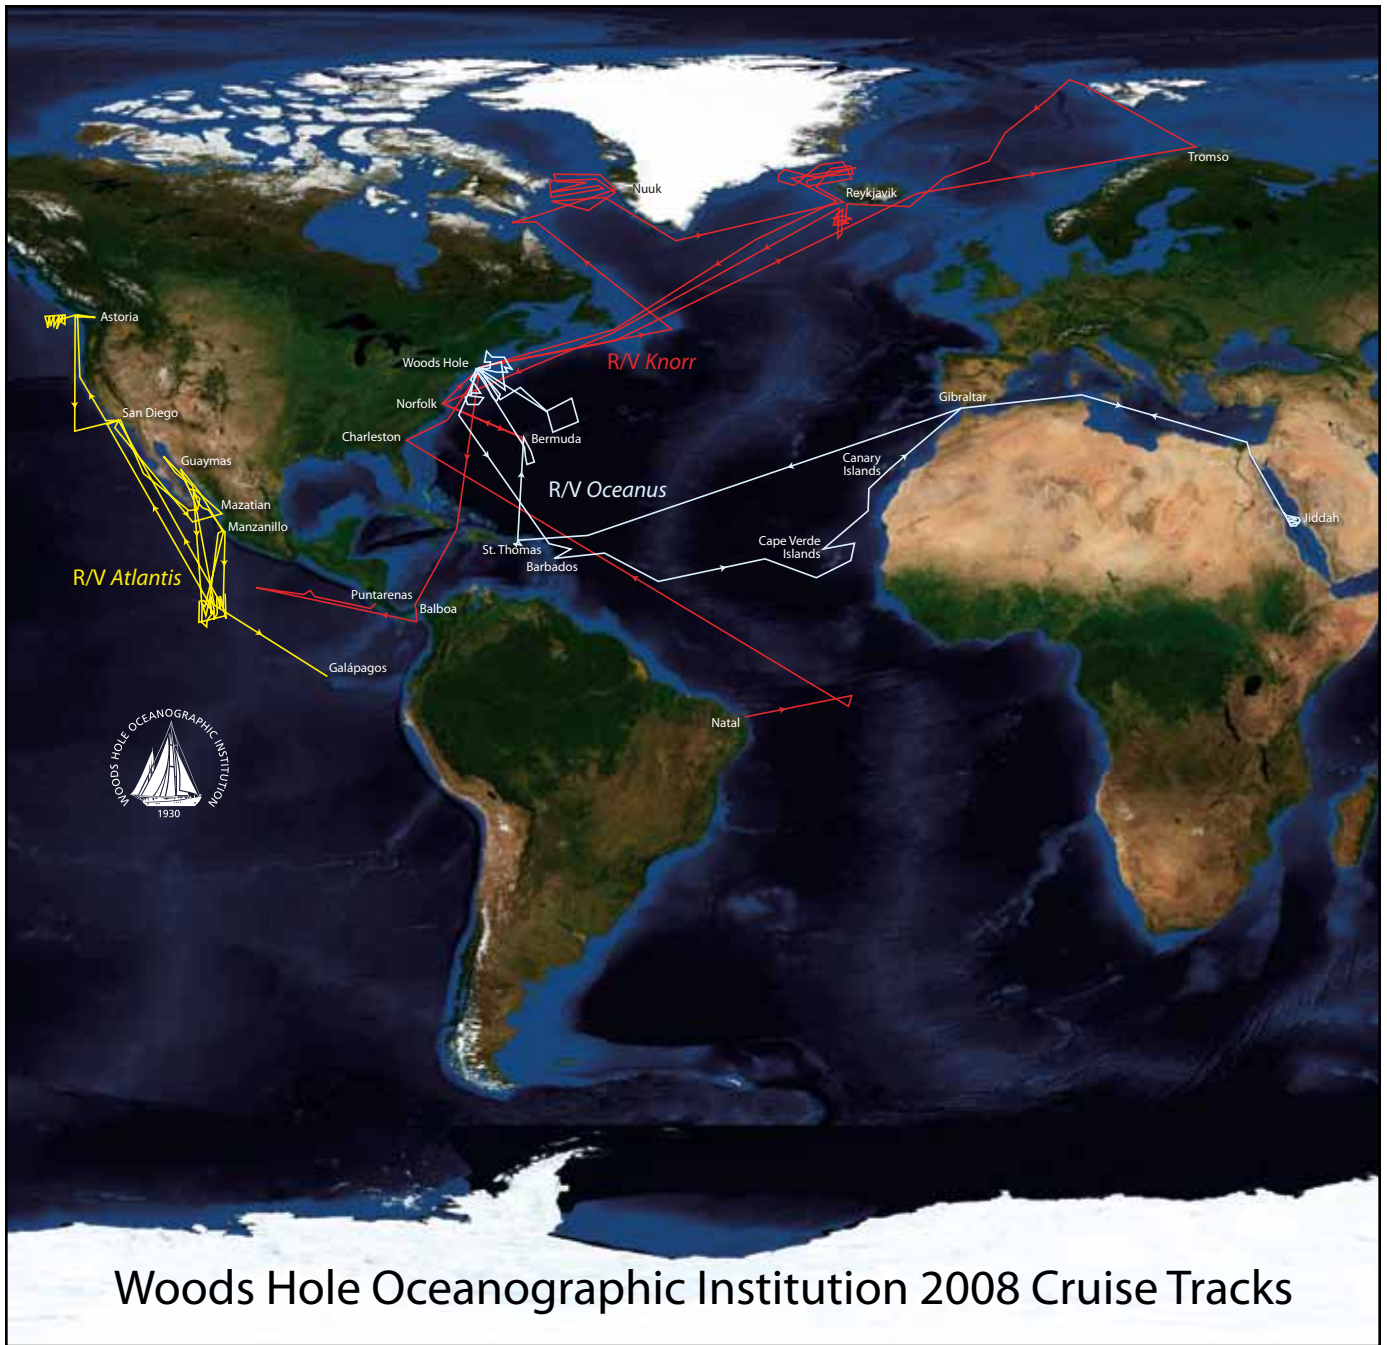 Tromso
Nuuk
Reykjavik
Astoria
Woods Hole
R/V Knorr
Gibraltar
Norfolk
San Diego
Charleston
Bermuda
Guaymas
Canary
Islands
R/V Oceanus
Mazatlan
Manzanillo
Jiddah
Cape Verde
Islands
St. Thomas
Barbados
R/V Atlantis
Puntarenas
Balboa
Galápagos
Natal
WOODS HOLE OCEANOGRAPHIC INSTITUTION
1930
Woods Hole Oceanographic Institution 2008 Cruise Tracks